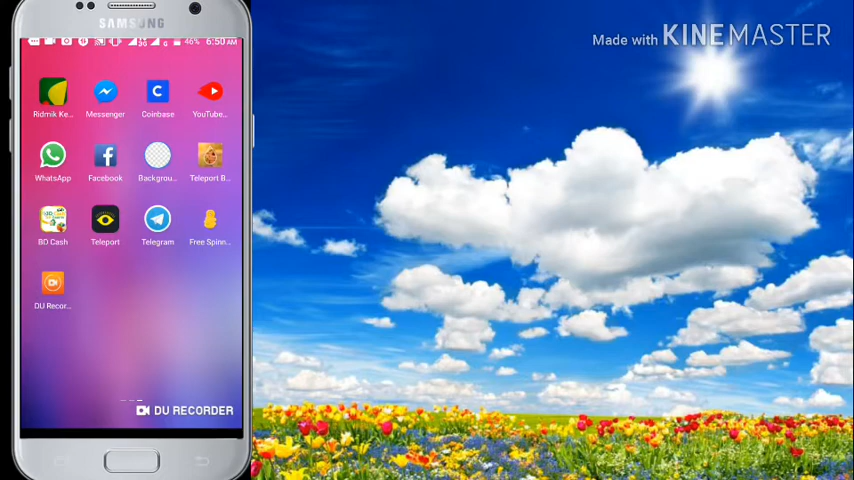 Made with KINEMASTER
SAMSUNG
46% 6:50 AM
Ridmik Ke... Messenger Coinbase YouTube...
WhatsApp Facebook Backgrou... Teleport B...
BD Cash Teleport Telegram Free Spinn...
DU Recor...
DU RECORDER